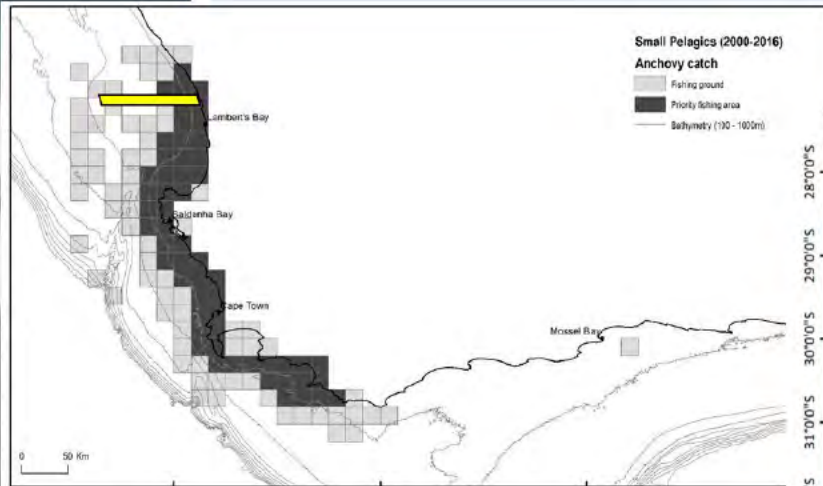 Small Pelagics (2000-2016)
Anchovy catch
Fishing ground
Priority fishing area
Bathymetry (100 - 1000m)
Lambert's Bay
Saldanha Bay
Cape Town
Mossel Bay
28°0'0"S
29°0'0"S
30°0'0"S
31°0'0"S
S
0 50 Km